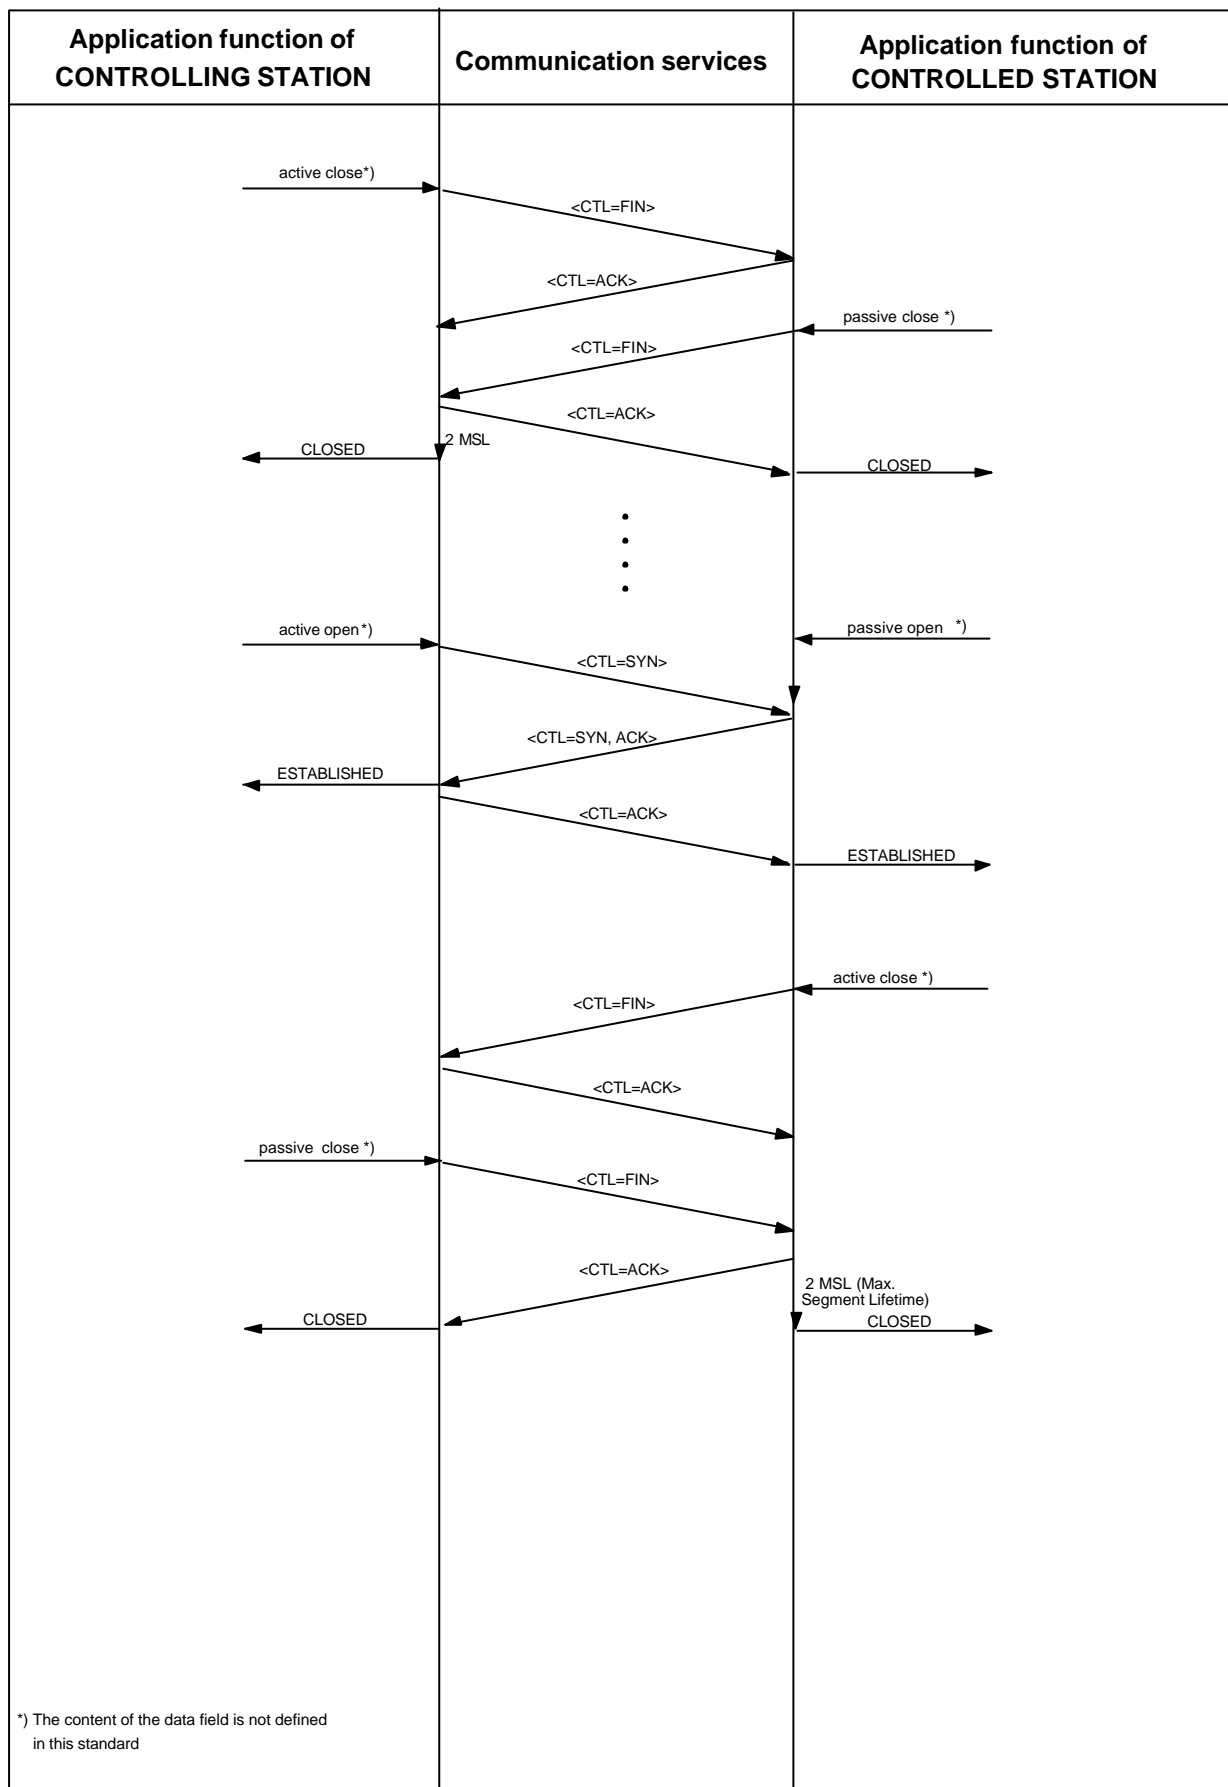 Application function of
CONTROLLING STATION
Communication services
Application function of
CONTROLLED STATION
active close*)
<CTL=FIN>
<CTL=ACK>
passive close *)
<CTL=FIN>
<CTL=ACK>
2 MSL
CLOSED
CLOSED
active open*)
passive open *)
<CTL=SYN>
<CTL=SYN, ACK>
ESTABLISHED
<CTL=ACK>
ESTABLISHED
active close *)
<CTL=FIN>
<CTL=ACK>
passive close *)
<CTL=FIN>
<CTL=ACK>
2 MSL (Max.
Segment Lifetime)
CLOSED
CLOSED
*) The content of the data field is not defined
in this standard